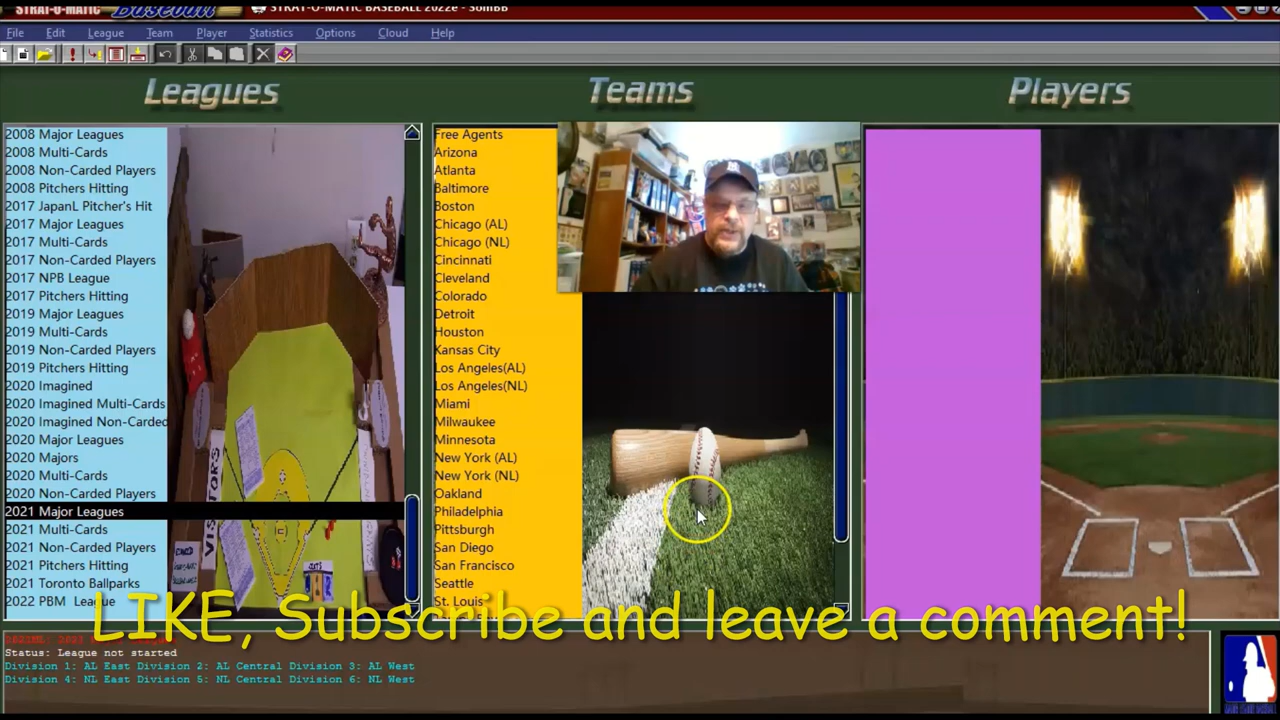 STRAT-O-MATIC Baseball STRAT-O-MATIC BASEBALL 2022e - SomBB
File Edit League Team Player Statistics Options Cloud Help
Leagues
Teams
Players
2008 Major Leagues
2008 Multi-Cards
2008 Non-Carded Players
2008 Pitchers Hitting
2017 JapanL Pitcher's Hit
2017 Major Leagues
2017 Multi-Cards
2017 Non-Carded Players
2017 NPB League
2017 Pitchers Hitting
2019 Major Leagues
2019 Multi-Cards
2019 Non-Carded Players
2019 Pitchers Hitting
2020 Imagined
2020 Imagined Multi-Cards
2020 Imagined Non-Carded
2020 Major Leagues
2020 Majors
2020 Multi-Cards
2020 Non-Carded Players
2021 Major Leagues
2021 Multi-Cards
2021 Non-Carded Players
2021 Pitchers Hitting
2021 Toronto Ballparks
2022 PBM League
VISITORS
Free Agents
Arizona
Atlanta
Baltimore
Boston
Chicago (AL)
Chicago (NL)
Cincinnati
Cleveland
Colorado
Detroit
Houston
Kansas City
Los Angeles(AL)
Los Angeles(NL)
Miami
Milwaukee
Minnesota
New York (AL)
New York (NL)
Oakland
Philadelphia
Pittsburgh
San Diego
San Francisco
Seattle
St. Louis
LIKE, Subscribe and leave a comment!
Status: League not started
Division 1: AL East Division 2: AL Central Division 3: AL West
Division 4: NL East Division 5: NL Central Division 6: NL West